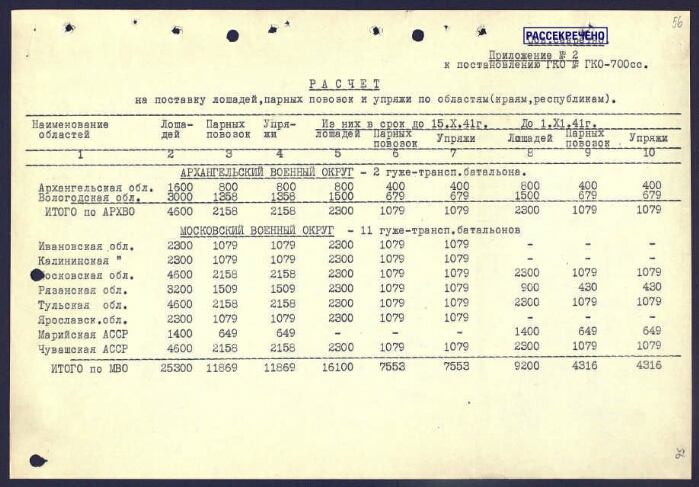 56
РАССЕКРЕЧЕНО
Приложение № 2
к постановлению ГКО № ГКО-700сс.
РАСЧЕТ
на поставку лошадей, парных повозок и упряжи по областям(краям, республикам).
Наименование областей Лоша-дей Парных повозок Упря-жи Из них в срок до 15.X.41г. До 1.X1.41г.
лошадей Парных повозок Упряжи Лошадей Парных повозок Упряжи
1 2 3 4 5 6 7 8 9 10
АРХАНГЕЛЬСКИЙ ВОЕННЫЙ ОКРУГ - 2 гуже-трансп.батальона.
Архангельская обл. 1600 800 800 800 400 400 800 400 400
Вологодская обл. 3000 1358 1358 1500 679 679 1500 679 679
ИТОГО по АРХВО 4600 2158 2158 2300 1079 1079 2300 1079 1079
МОСКОВСКИЙ ВОЕННЫЙ ОКРУГ - 11 гуже-трансп.батальонов
Ивановская обл. 2300 1079 1079 2300 1079 1079 - - -
Калининская " 2300 1079 1079 2300 1079 1079 - - -
Московская обл. 4600 2158 2158 2300 1079 1079 2300 1079 1079
Рязанская обл. 3200 1509 1509 2300 1079 1079 900 430 430
Тульская обл. 4600 2158 2158 2300 1079 1079 2300 1079 1079
Ярославск.обл. 2300 1079 1079 2300 1079 1079 - - -
Марийская АССР 1400 649 649 - - - 1400 649 649
Чувашская АССР 4600 2158 2158 2300 1079 1079 2300 1079 1079
ИТОГО по МВО 25300 11869 11869 16100 7553 7553 9200 4316 4316